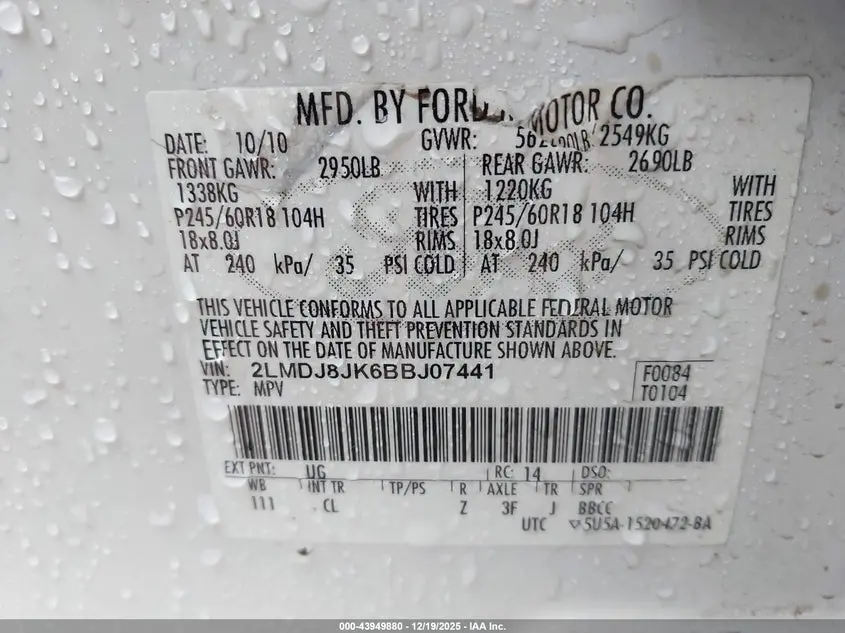 MFD. BY FORD MOTOR CO.
DATE: 10/10 GVWR: 2549KG
FRONT GAWR: 2950LB REAR GAWR: 2690LB
1338KG WITH 1220KG WITH
P245/60R18 104H TIRES P245/60R18 104H TIRES
18x8.0J RIMS 18x8.0J RIMS
AT 240 kPa/ 35 PSI COLD AT 240 kPa/ 35 PSI COLD
THIS VEHICLE CONFORMS TO ALL APPLICABLE FEDERAL MOTOR
VEHICLE SAFETY AND THEFT PREVENTION STANDARDS IN
EFFECT ON THE DATE OF MANUFACTURE SHOWN ABOVE.
VIN: 2LMDJ8JK6BBJ07441 F0084
TYPE: MPV T0104
EXT PNT: UG RC: 14 DSO:
WB INT TR TP/PS R AXLE TR SPR
111 CL Z 3F J BBCC
UTC ▽5U5A-1520472-BA
000-43949880 - 12/19/2025 - IAA Inc.